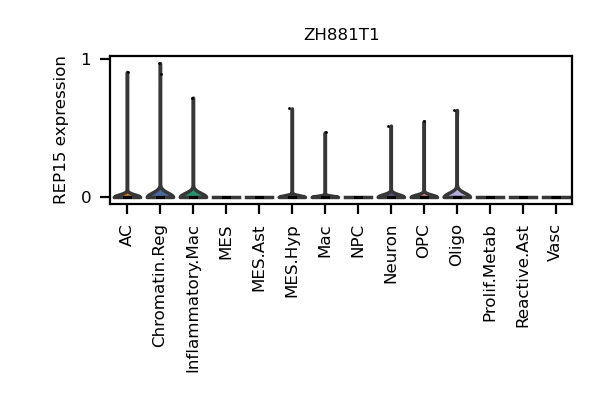 ZH881T1
REP15 expression
1
0
AC
Chromatin.Reg
Inflammatory.Mac
MES
MES.Ast
MES.Hyp
Mac
NPC
Neuron
OPC
Oligo
Prolif.Metab
Reactive.Ast
Vasc